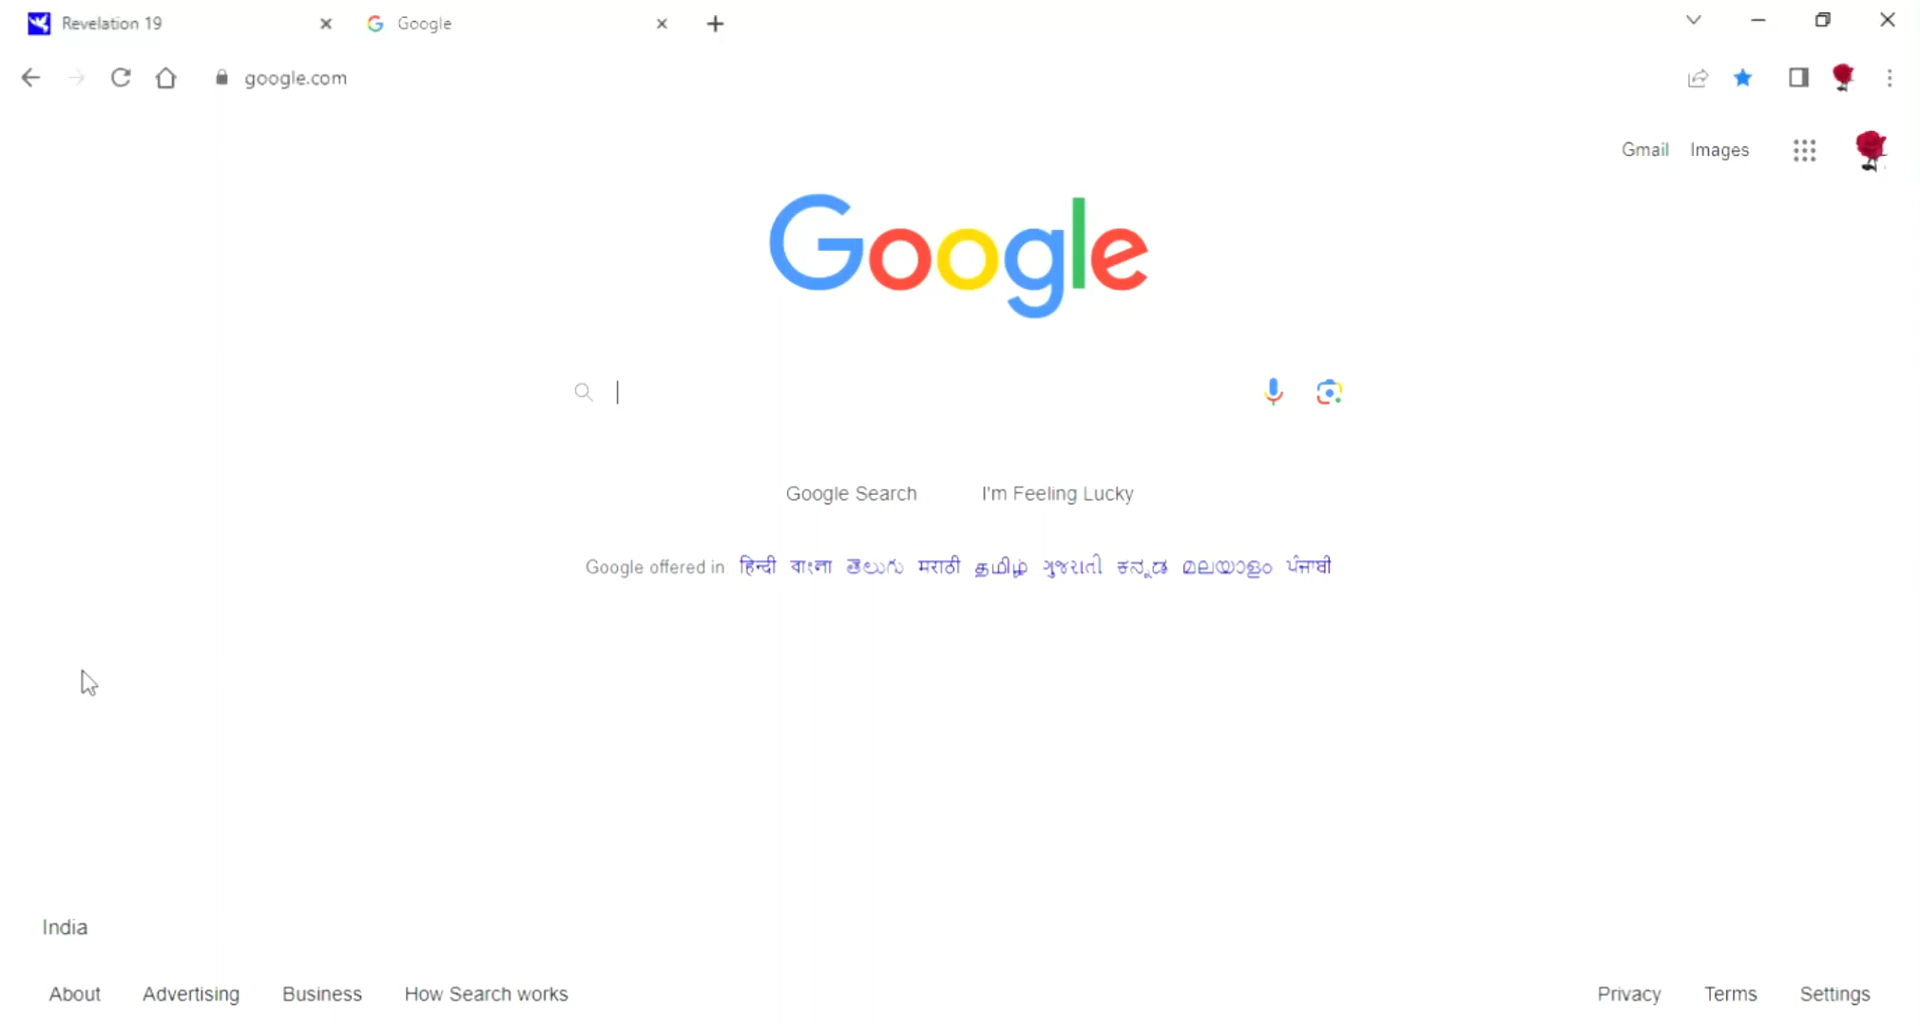 Revelation 19
Google
google.com
Gmail Images
Google
Google Search I'm Feeling Lucky
Google offered in: हिन्दी বাংলা తెలుగు मराठी தமிழ் ગુજરાતી ಕನ್ನಡ മലയാളം ਪੰਜਾਬੀ
India
About Advertising Business How Search works
Privacy Terms Settings